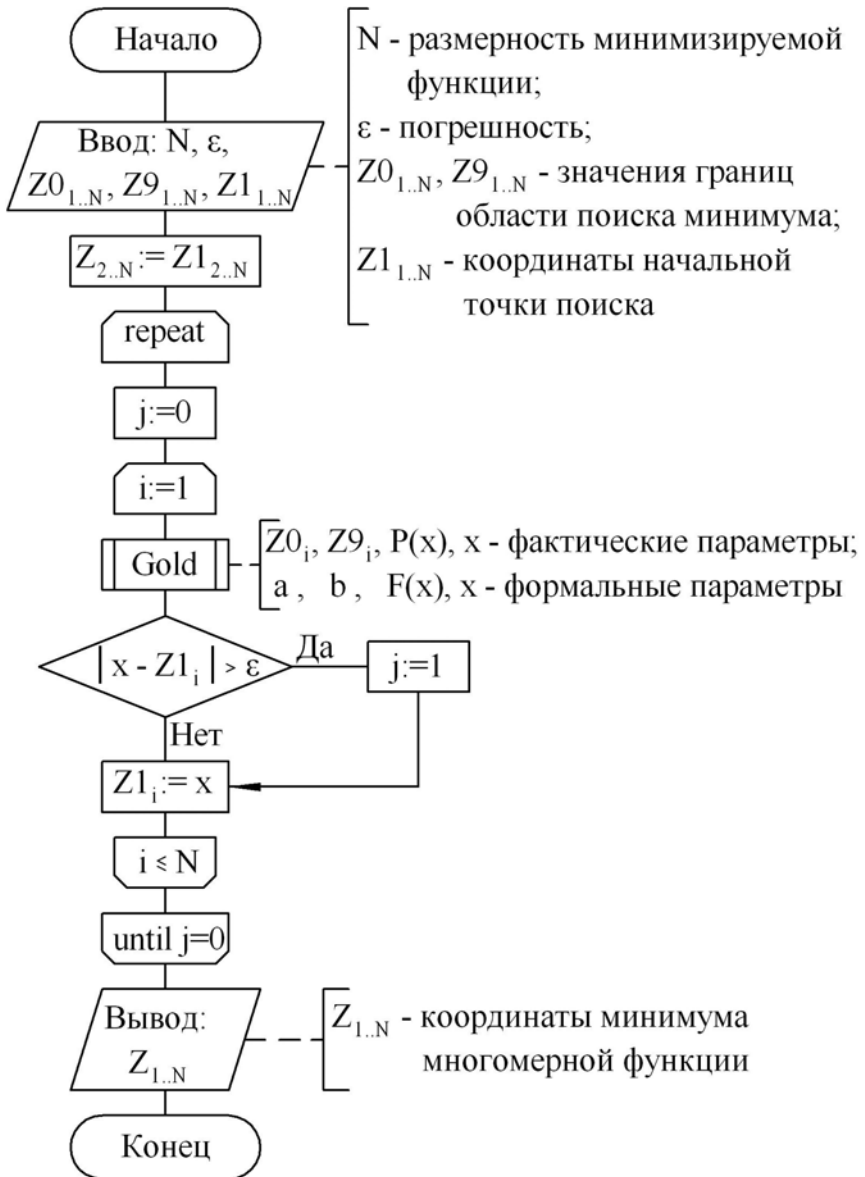 Начало
N - размерность минимизируемой
функции;
ε - погрешность;
Z0₁..N, Z9₁..N - значения границ
области поиска минимума;
Z1₁..N - координаты начальной
точки поиска
Ввод: N, ε,
Z0₁..N, Z9₁..N, Z1₁..N
Z₂..N := Z1₂..N
repeat
j:=0
i:=1
Gold
Z0ᵢ, Z9ᵢ, P(x), x - фактические параметры;
a , b , F(x), x - формальные параметры
| x - Z1ᵢ | > ε
Да
j:=1
Нет
Z1ᵢ:= x
i ⩽ N
until j=0
Вывод:
Z₁..N
Z₁..N - координаты минимума
многомерной функции
Конец